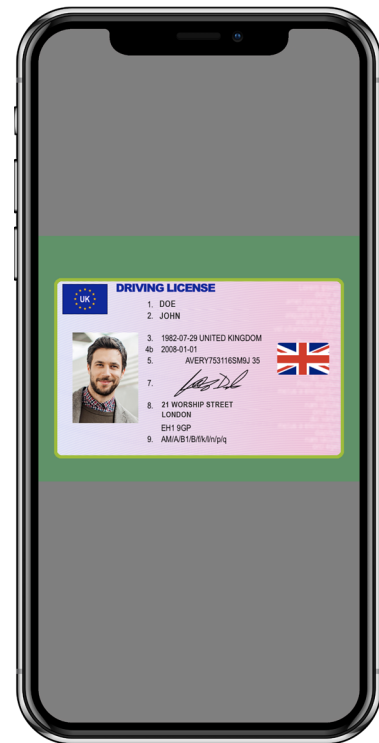 UK
DRIVING LICENSE
1. DOE
2. JOHN
3. 1982-07-29 UNITED KINGDOM
4b 2008-01-01
5. AVERY753116SM9J 35
7.
8. 21 WORSHIP STREET
LONDON
EH1 9GP
9. AM/A/B1/B/f/k/l/n/p/q